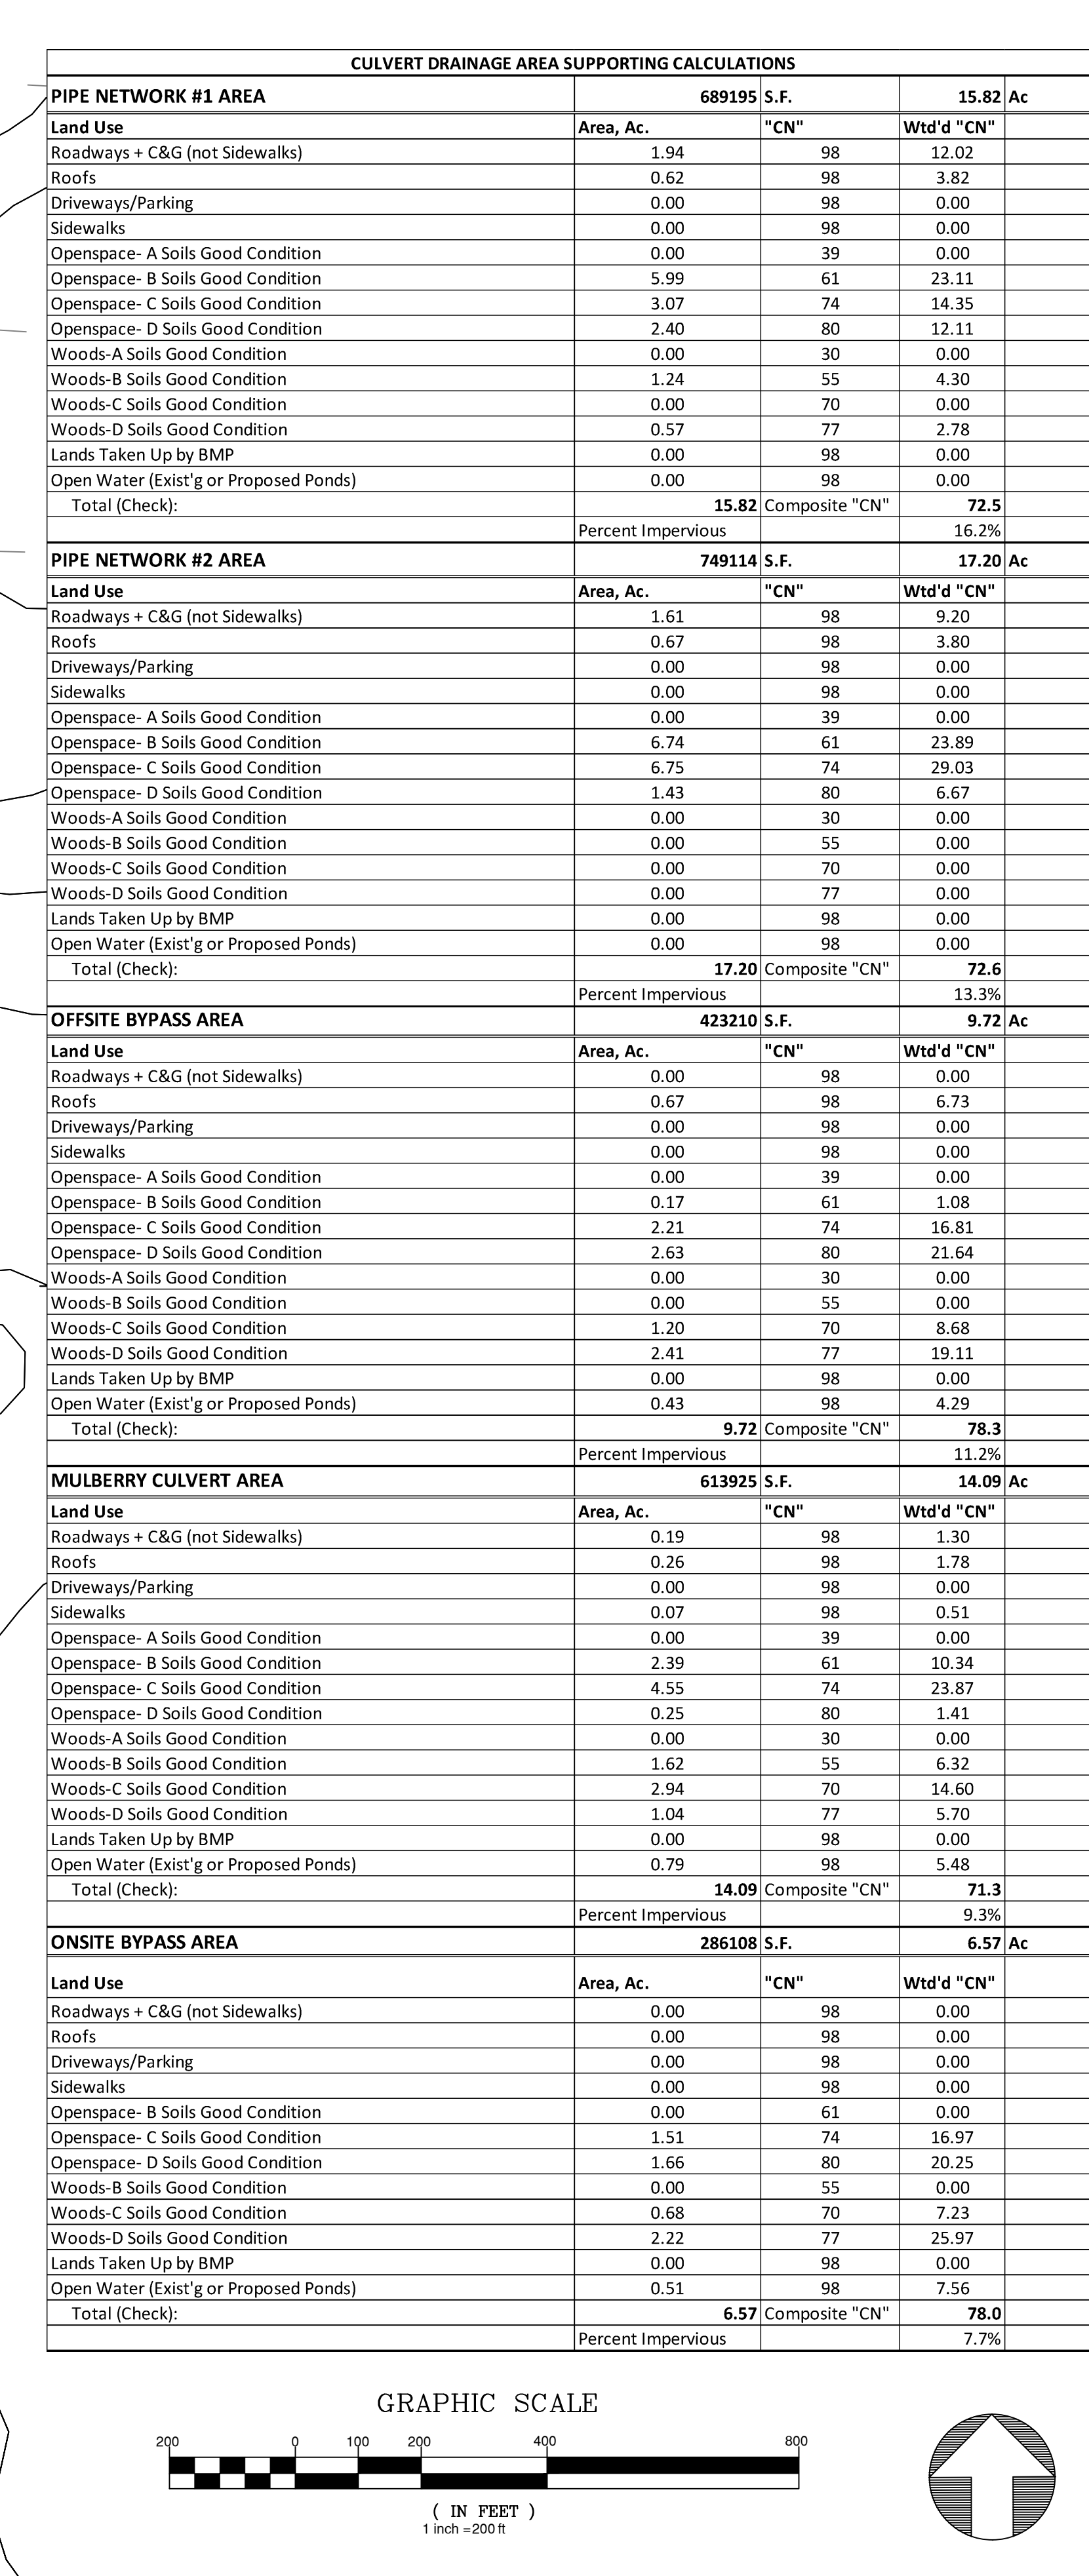 CULVERT DRAINAGE AREA SUPPORTING CALCULATIONS
PIPE NETWORK #1 AREA 689195 S.F. 15.82 Ac
Land Use Area, Ac. "CN" Wtd'd "CN"
Roadways + C&G (not Sidewalks) 1.94 98 12.02
Roofs 0.62 98 3.82
Driveways/Parking 0.00 98 0.00
Sidewalks 0.00 98 0.00
Openspace- A Soils Good Condition 0.00 39 0.00
Openspace- B Soils Good Condition 5.99 61 23.11
Openspace- C Soils Good Condition 3.07 74 14.35
Openspace- D Soils Good Condition 2.40 80 12.11
Woods-A Soils Good Condition 0.00 30 0.00
Woods-B Soils Good Condition 1.24 55 4.30
Woods-C Soils Good Condition 0.00 70 0.00
Woods-D Soils Good Condition 0.57 77 2.78
Lands Taken Up by BMP 0.00 98 0.00
Open Water (Exist'g or Proposed Ponds) 0.00 98 0.00
Total (Check): 15.82 Composite "CN" 72.5
Percent Impervious 16.2%
PIPE NETWORK #2 AREA 749114 S.F. 17.20 Ac
Land Use Area, Ac. "CN" Wtd'd "CN"
Roadways + C&G (not Sidewalks) 1.61 98 9.20
Roofs 0.67 98 3.80
Driveways/Parking 0.00 98 0.00
Sidewalks 0.00 98 0.00
Openspace- A Soils Good Condition 0.00 39 0.00
Openspace- B Soils Good Condition 6.74 61 23.89
Openspace- C Soils Good Condition 6.75 74 29.03
Openspace- D Soils Good Condition 1.43 80 6.67
Woods-A Soils Good Condition 0.00 30 0.00
Woods-B Soils Good Condition 0.00 55 0.00
Woods-C Soils Good Condition 0.00 70 0.00
Woods-D Soils Good Condition 0.00 77 0.00
Lands Taken Up by BMP 0.00 98 0.00
Open Water (Exist'g or Proposed Ponds) 0.00 98 0.00
Total (Check): 17.20 Composite "CN" 72.6
Percent Impervious 13.3%
OFFSITE BYPASS AREA 423210 S.F. 9.72 Ac
Land Use Area, Ac. "CN" Wtd'd "CN"
Roadways + C&G (not Sidewalks) 0.00 98 0.00
Roofs 0.67 98 6.73
Driveways/Parking 0.00 98 0.00
Sidewalks 0.00 98 0.00
Openspace- A Soils Good Condition 0.00 39 0.00
Openspace- B Soils Good Condition 0.17 61 1.08
Openspace- C Soils Good Condition 2.21 74 16.81
Openspace- D Soils Good Condition 2.63 80 21.64
Woods-A Soils Good Condition 0.00 30 0.00
Woods-B Soils Good Condition 0.00 55 0.00
Woods-C Soils Good Condition 1.20 70 8.68
Woods-D Soils Good Condition 2.41 77 19.11
Lands Taken Up by BMP 0.00 98 0.00
Open Water (Exist'g or Proposed Ponds) 0.43 98 4.29
Total (Check): 9.72 Composite "CN" 78.3
Percent Impervious 11.2%
MULBERRY CULVERT AREA 613925 S.F. 14.09 Ac
Land Use Area, Ac. "CN" Wtd'd "CN"
Roadways + C&G (not Sidewalks) 0.19 98 1.30
Roofs 0.26 98 1.78
Driveways/Parking 0.00 98 0.00
Sidewalks 0.07 98 0.51
Openspace- A Soils Good Condition 0.00 39 0.00
Openspace- B Soils Good Condition 2.39 61 10.34
Openspace- C Soils Good Condition 4.55 74 23.87
Openspace- D Soils Good Condition 0.25 80 1.41
Woods-A Soils Good Condition 0.00 30 0.00
Woods-B Soils Good Condition 1.62 55 6.32
Woods-C Soils Good Condition 2.94 70 14.60
Woods-D Soils Good Condition 1.04 77 5.70
Lands Taken Up by BMP 0.00 98 0.00
Open Water (Exist'g or Proposed Ponds) 0.79 98 5.48
Total (Check): 14.09 Composite "CN" 71.3
Percent Impervious 9.3%
ONSITE BYPASS AREA 286108 S.F. 6.57 Ac
Land Use Area, Ac. "CN" Wtd'd "CN"
Roadways + C&G (not Sidewalks) 0.00 98 0.00
Roofs 0.00 98 0.00
Driveways/Parking 0.00 98 0.00
Sidewalks 0.00 98 0.00
Openspace- B Soils Good Condition 0.00 61 0.00
Openspace- C Soils Good Condition 1.51 74 16.97
Openspace- D Soils Good Condition 1.66 80 20.25
Woods-B Soils Good Condition 0.00 55 0.00
Woods-C Soils Good Condition 0.68 70 7.23
Woods-D Soils Good Condition 2.22 77 25.97
Lands Taken Up by BMP 0.00 98 0.00
Open Water (Exist'g or Proposed Ponds) 0.51 98 7.56
Total (Check): 6.57 Composite "CN" 78.0
Percent Impervious 7.7%
GRAPHIC SCALE
200 0 100 200 400 800
( IN FEET )
1 inch =200 ft